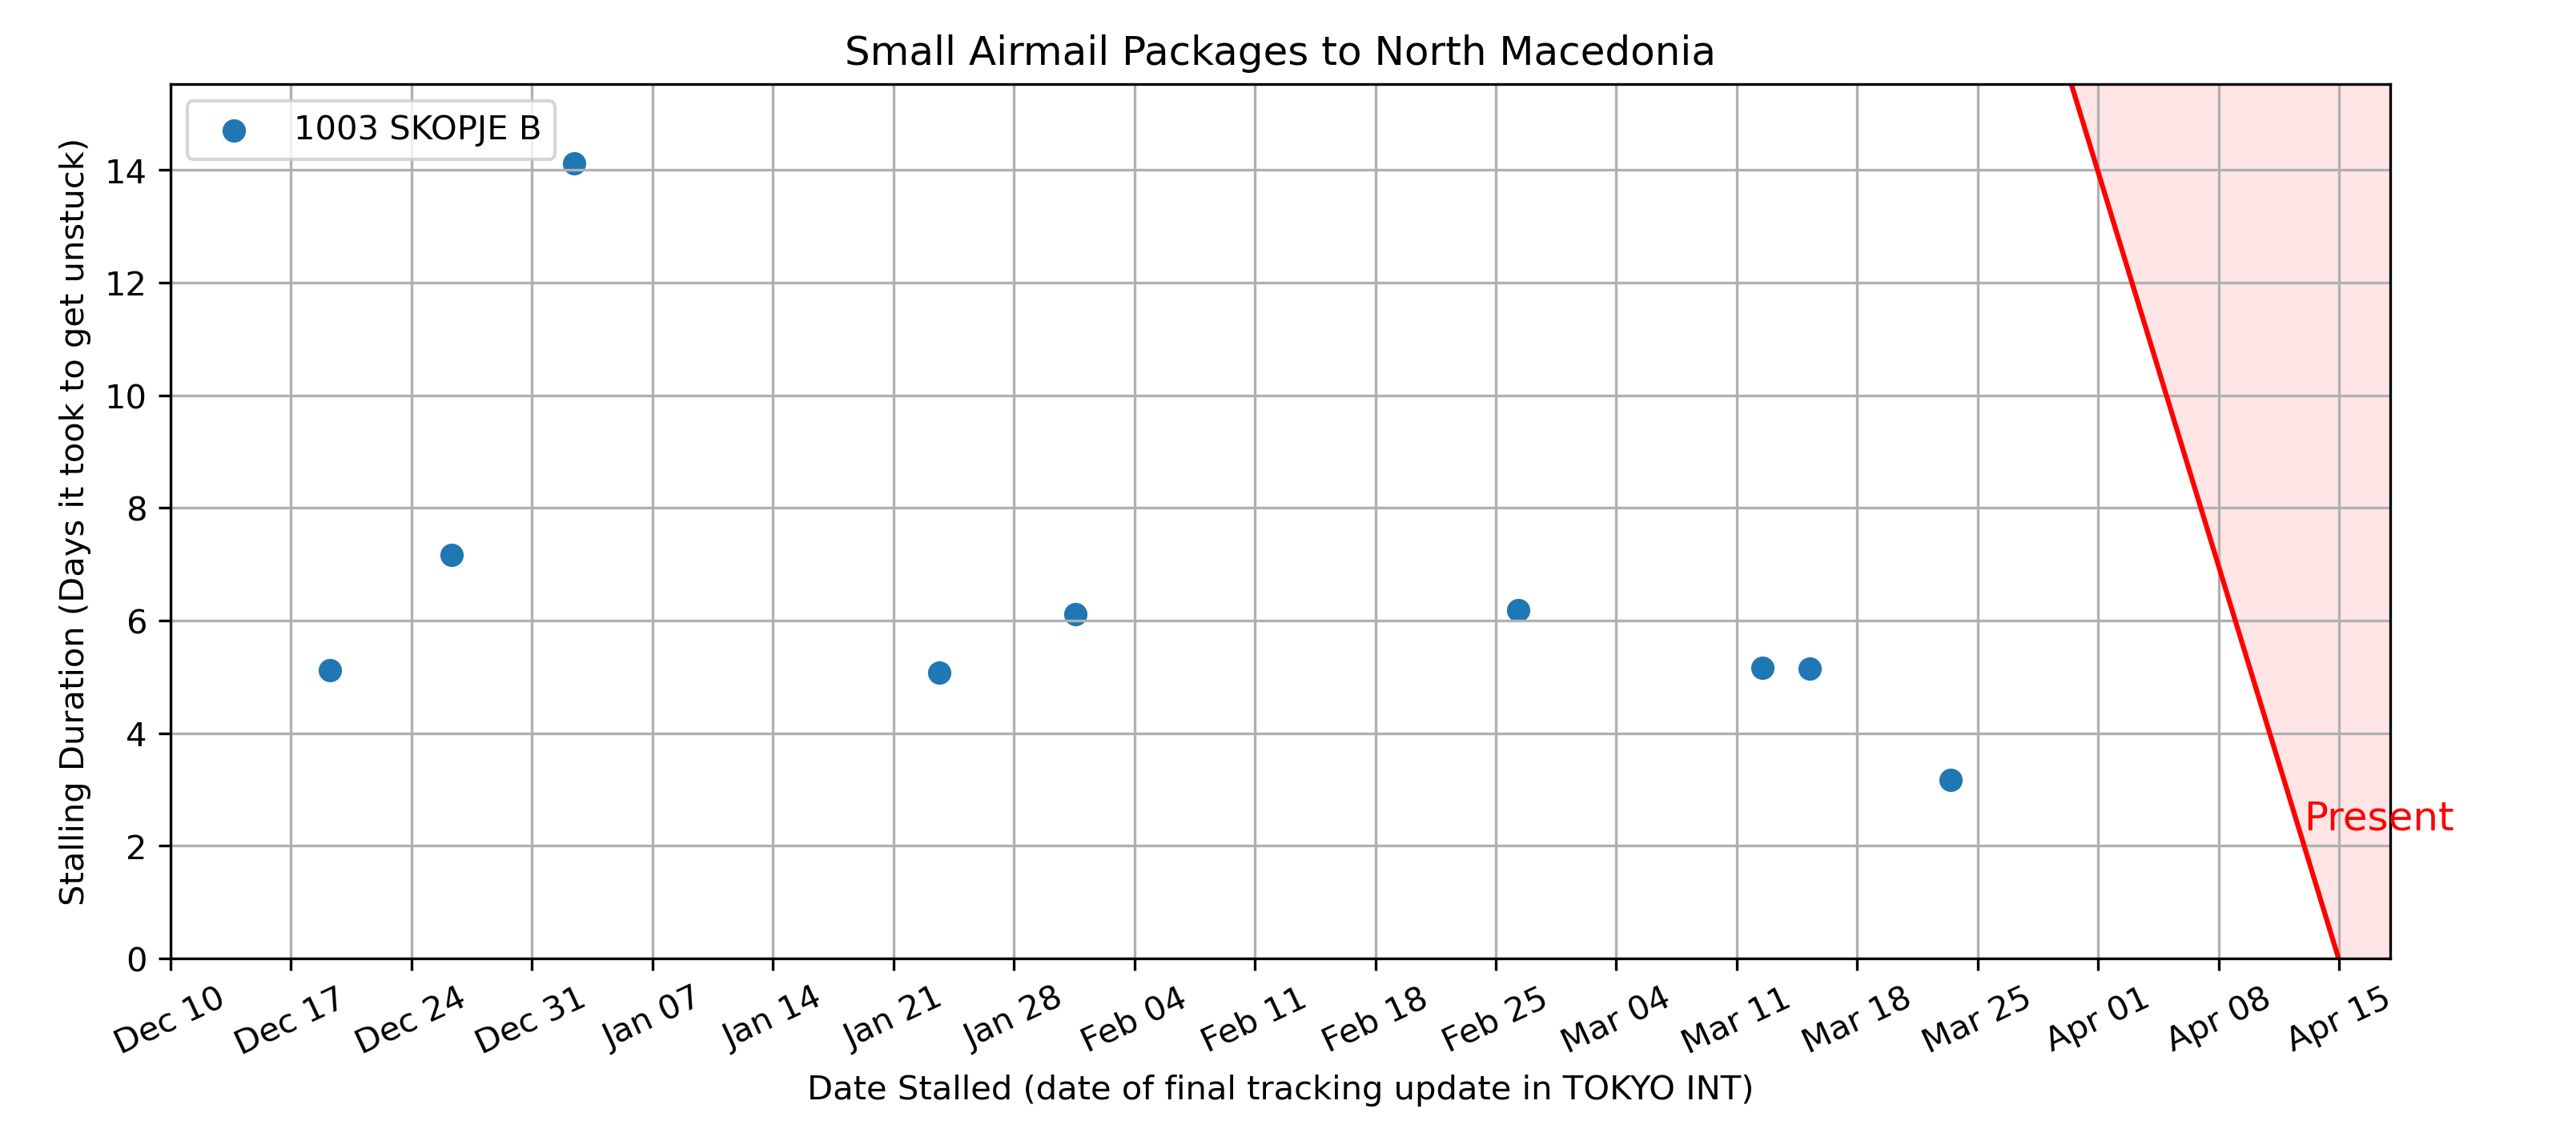 Small Airmail Packages to North Macedonia
1003 SKOPJE B
Stalling Duration (Days it took to get unstuck)
14
12
10
8
6
4
2
0
Present
Dec 10 Dec 17 Dec 24 Dec 31 Jan 07 Jan 14 Jan 21 Jan 28 Feb 04 Feb 11 Feb 18 Feb 25 Mar 04 Mar 11 Mar 18 Mar 25 Apr 01 Apr 08 Apr 15
Date Stalled (date of final tracking update in TOKYO INT)